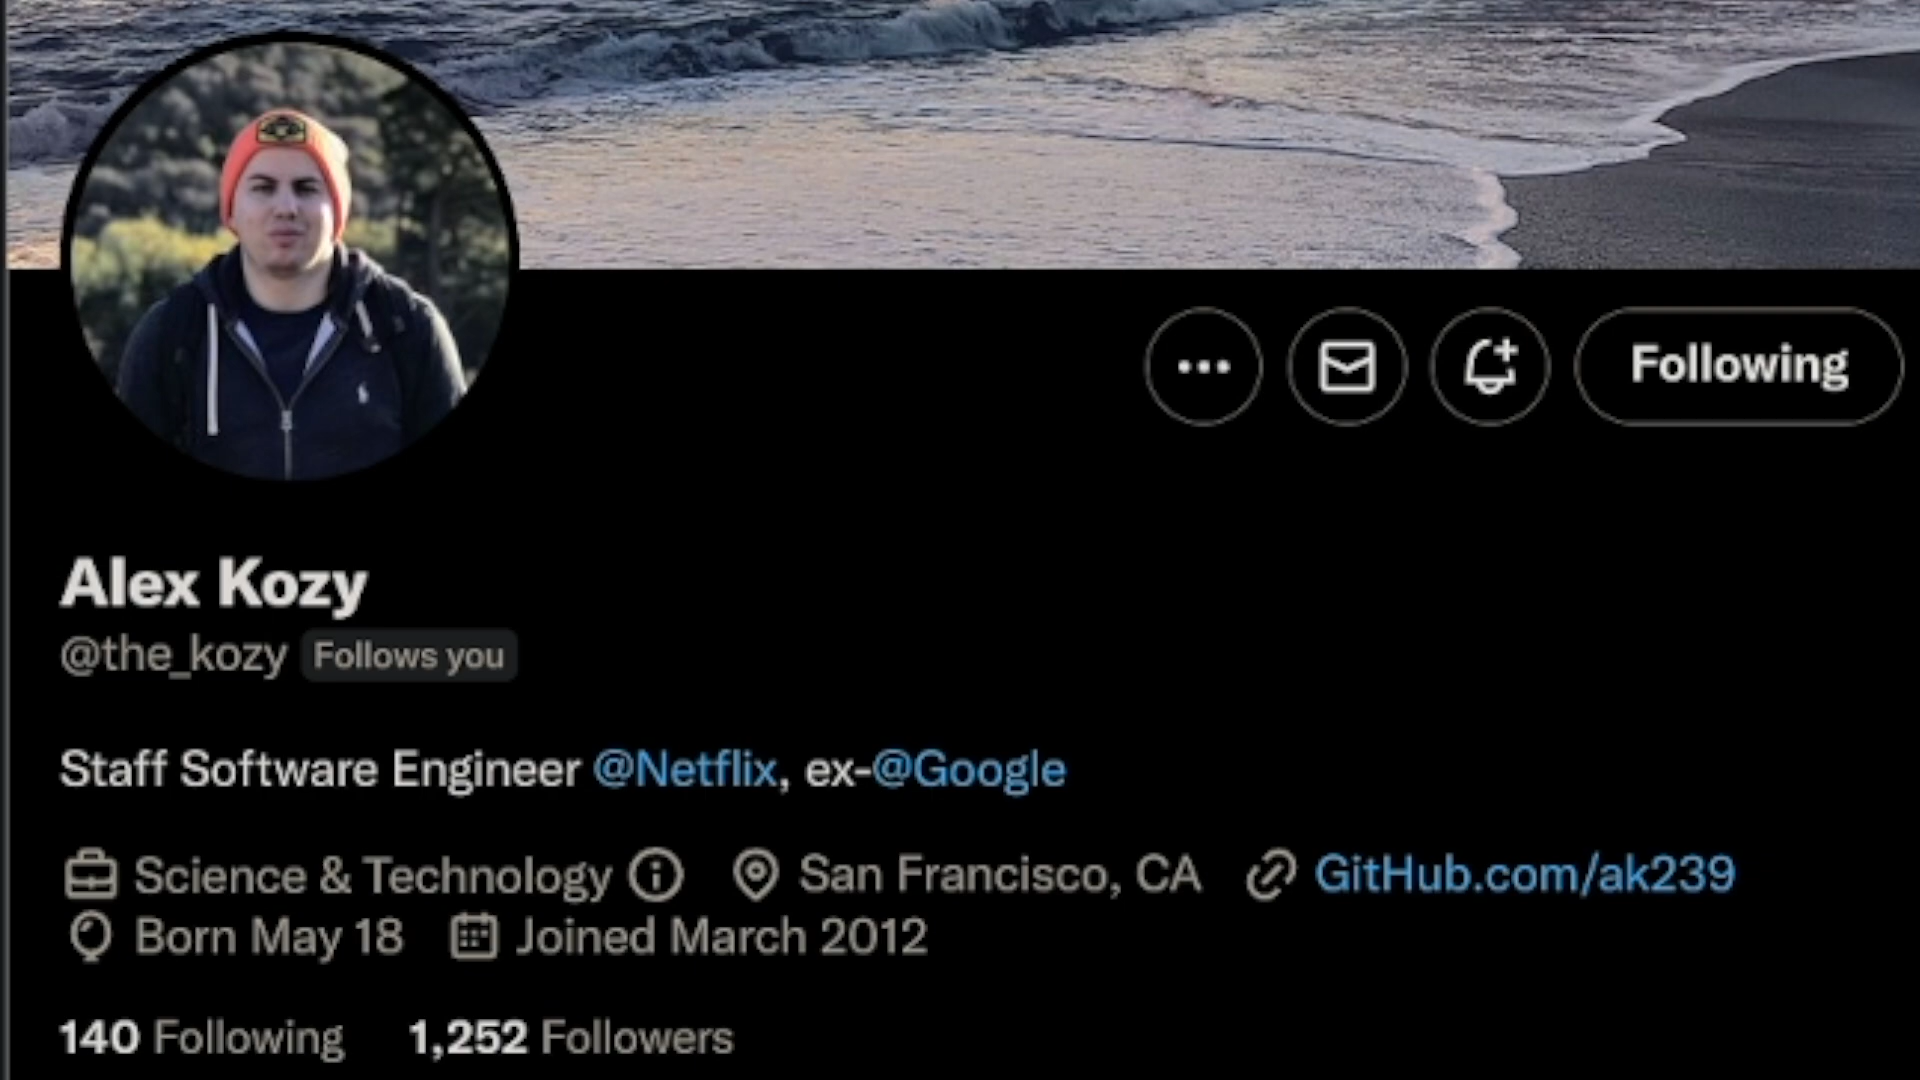 Following
Alex Kozy
@the_kozy Follows you
Staff Software Engineer @Netflix, ex-@Google
Science & Technology San Francisco, CA GitHub.com/ak239
Born May 18 Joined March 2012
140 Following 1,252 Followers